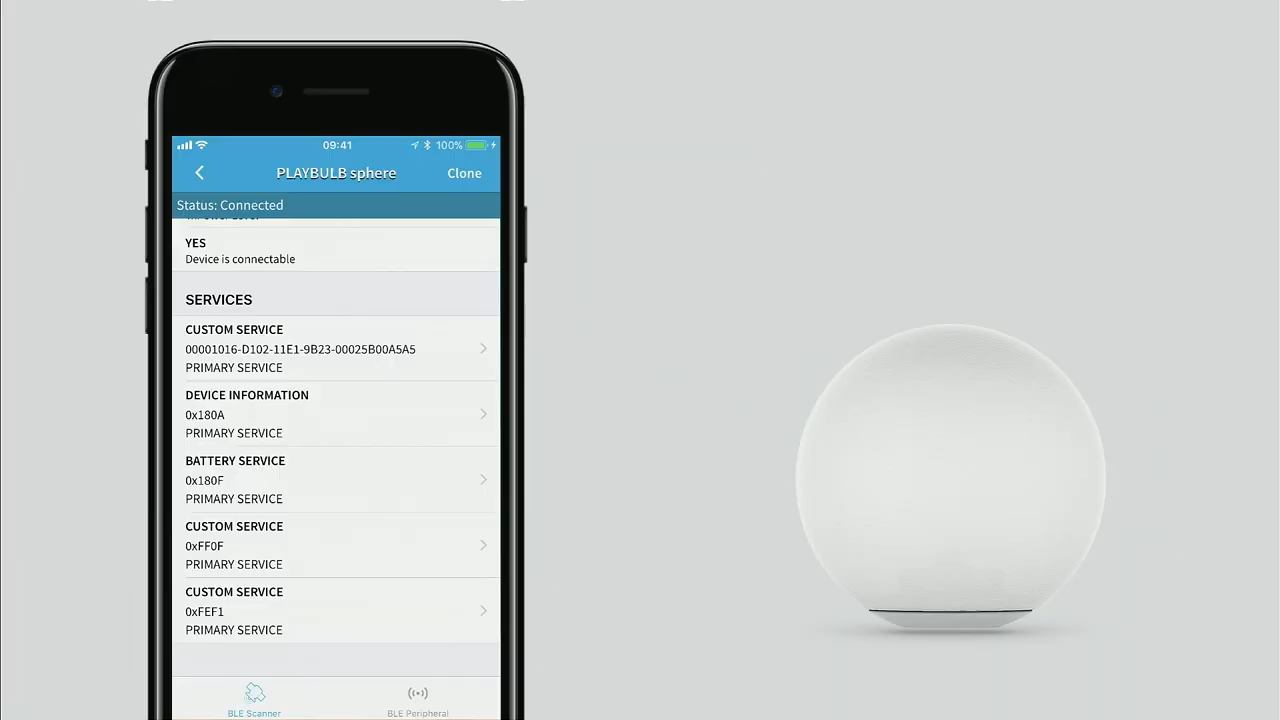 09:41
100%
PLAYBULB sphere
Clone
Status: Connected
YES
Device is connectable
SERVICES
CUSTOM SERVICE
00001016-D102-11E1-9B23-00025B00A5A5
PRIMARY SERVICE
DEVICE INFORMATION
0x180A
PRIMARY SERVICE
BATTERY SERVICE
0x180F
PRIMARY SERVICE
CUSTOM SERVICE
0xFF0F
PRIMARY SERVICE
CUSTOM SERVICE
0xFEF1
PRIMARY SERVICE
BLE Scanner
BLE Peripheral